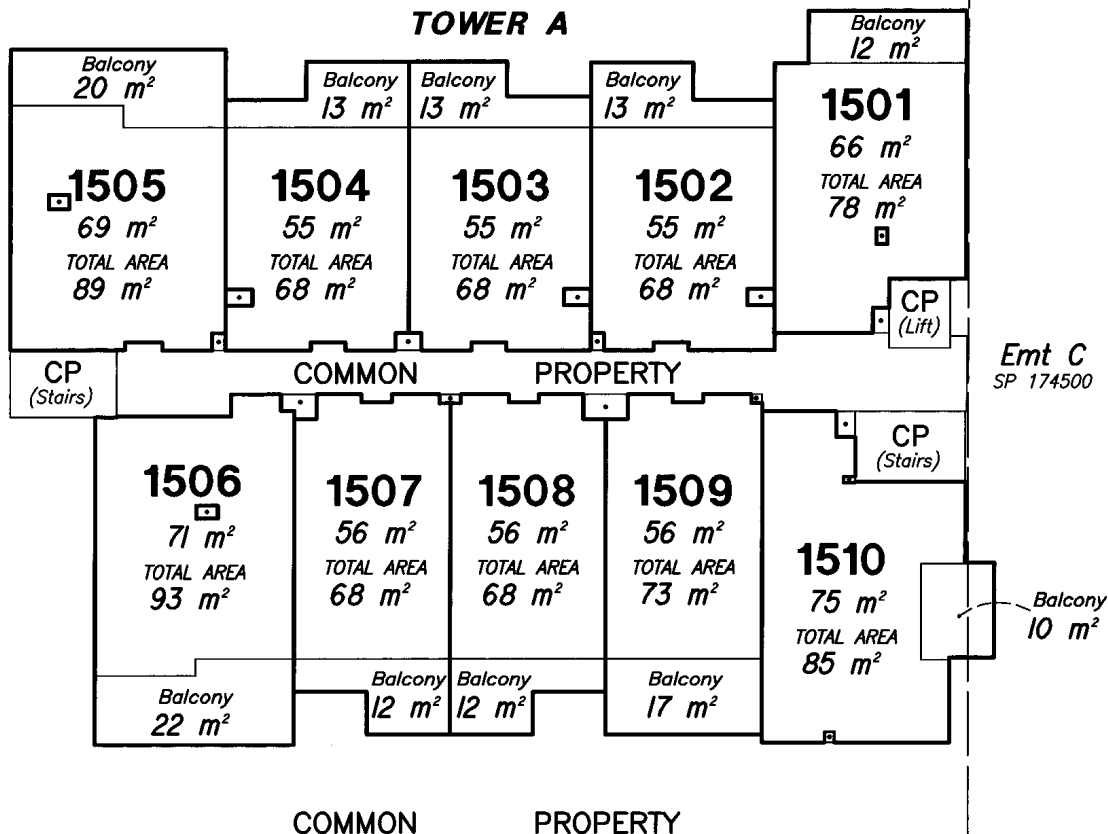 TOWER A
Balcony
20 m²
1505
69 m²
TOTAL AREA
89 m²
Balcony
13 m²
1504
55 m²
TOTAL AREA
68 m²
Balcony
13 m²
1503
55 m²
TOTAL AREA
68 m²
Balcony
13 m²
1502
55 m²
TOTAL AREA
68 m²
Balcony
12 m²
1501
66 m²
TOTAL AREA
78 m²
CP
(Lift)
Emt C
SP 174500
CP
(Stairs)
COMMON PROPERTY
CP
(Stairs)
1506
71 m²
TOTAL AREA
93 m²
Balcony
22 m²
1507
56 m²
TOTAL AREA
68 m²
Balcony
12 m²
1508
56 m²
TOTAL AREA
68 m²
Balcony
12 m²
1509
56 m²
TOTAL AREA
73 m²
Balcony
17 m²
1510
75 m²
TOTAL AREA
85 m²
Balcony
10 m²
COMMON PROPERTY